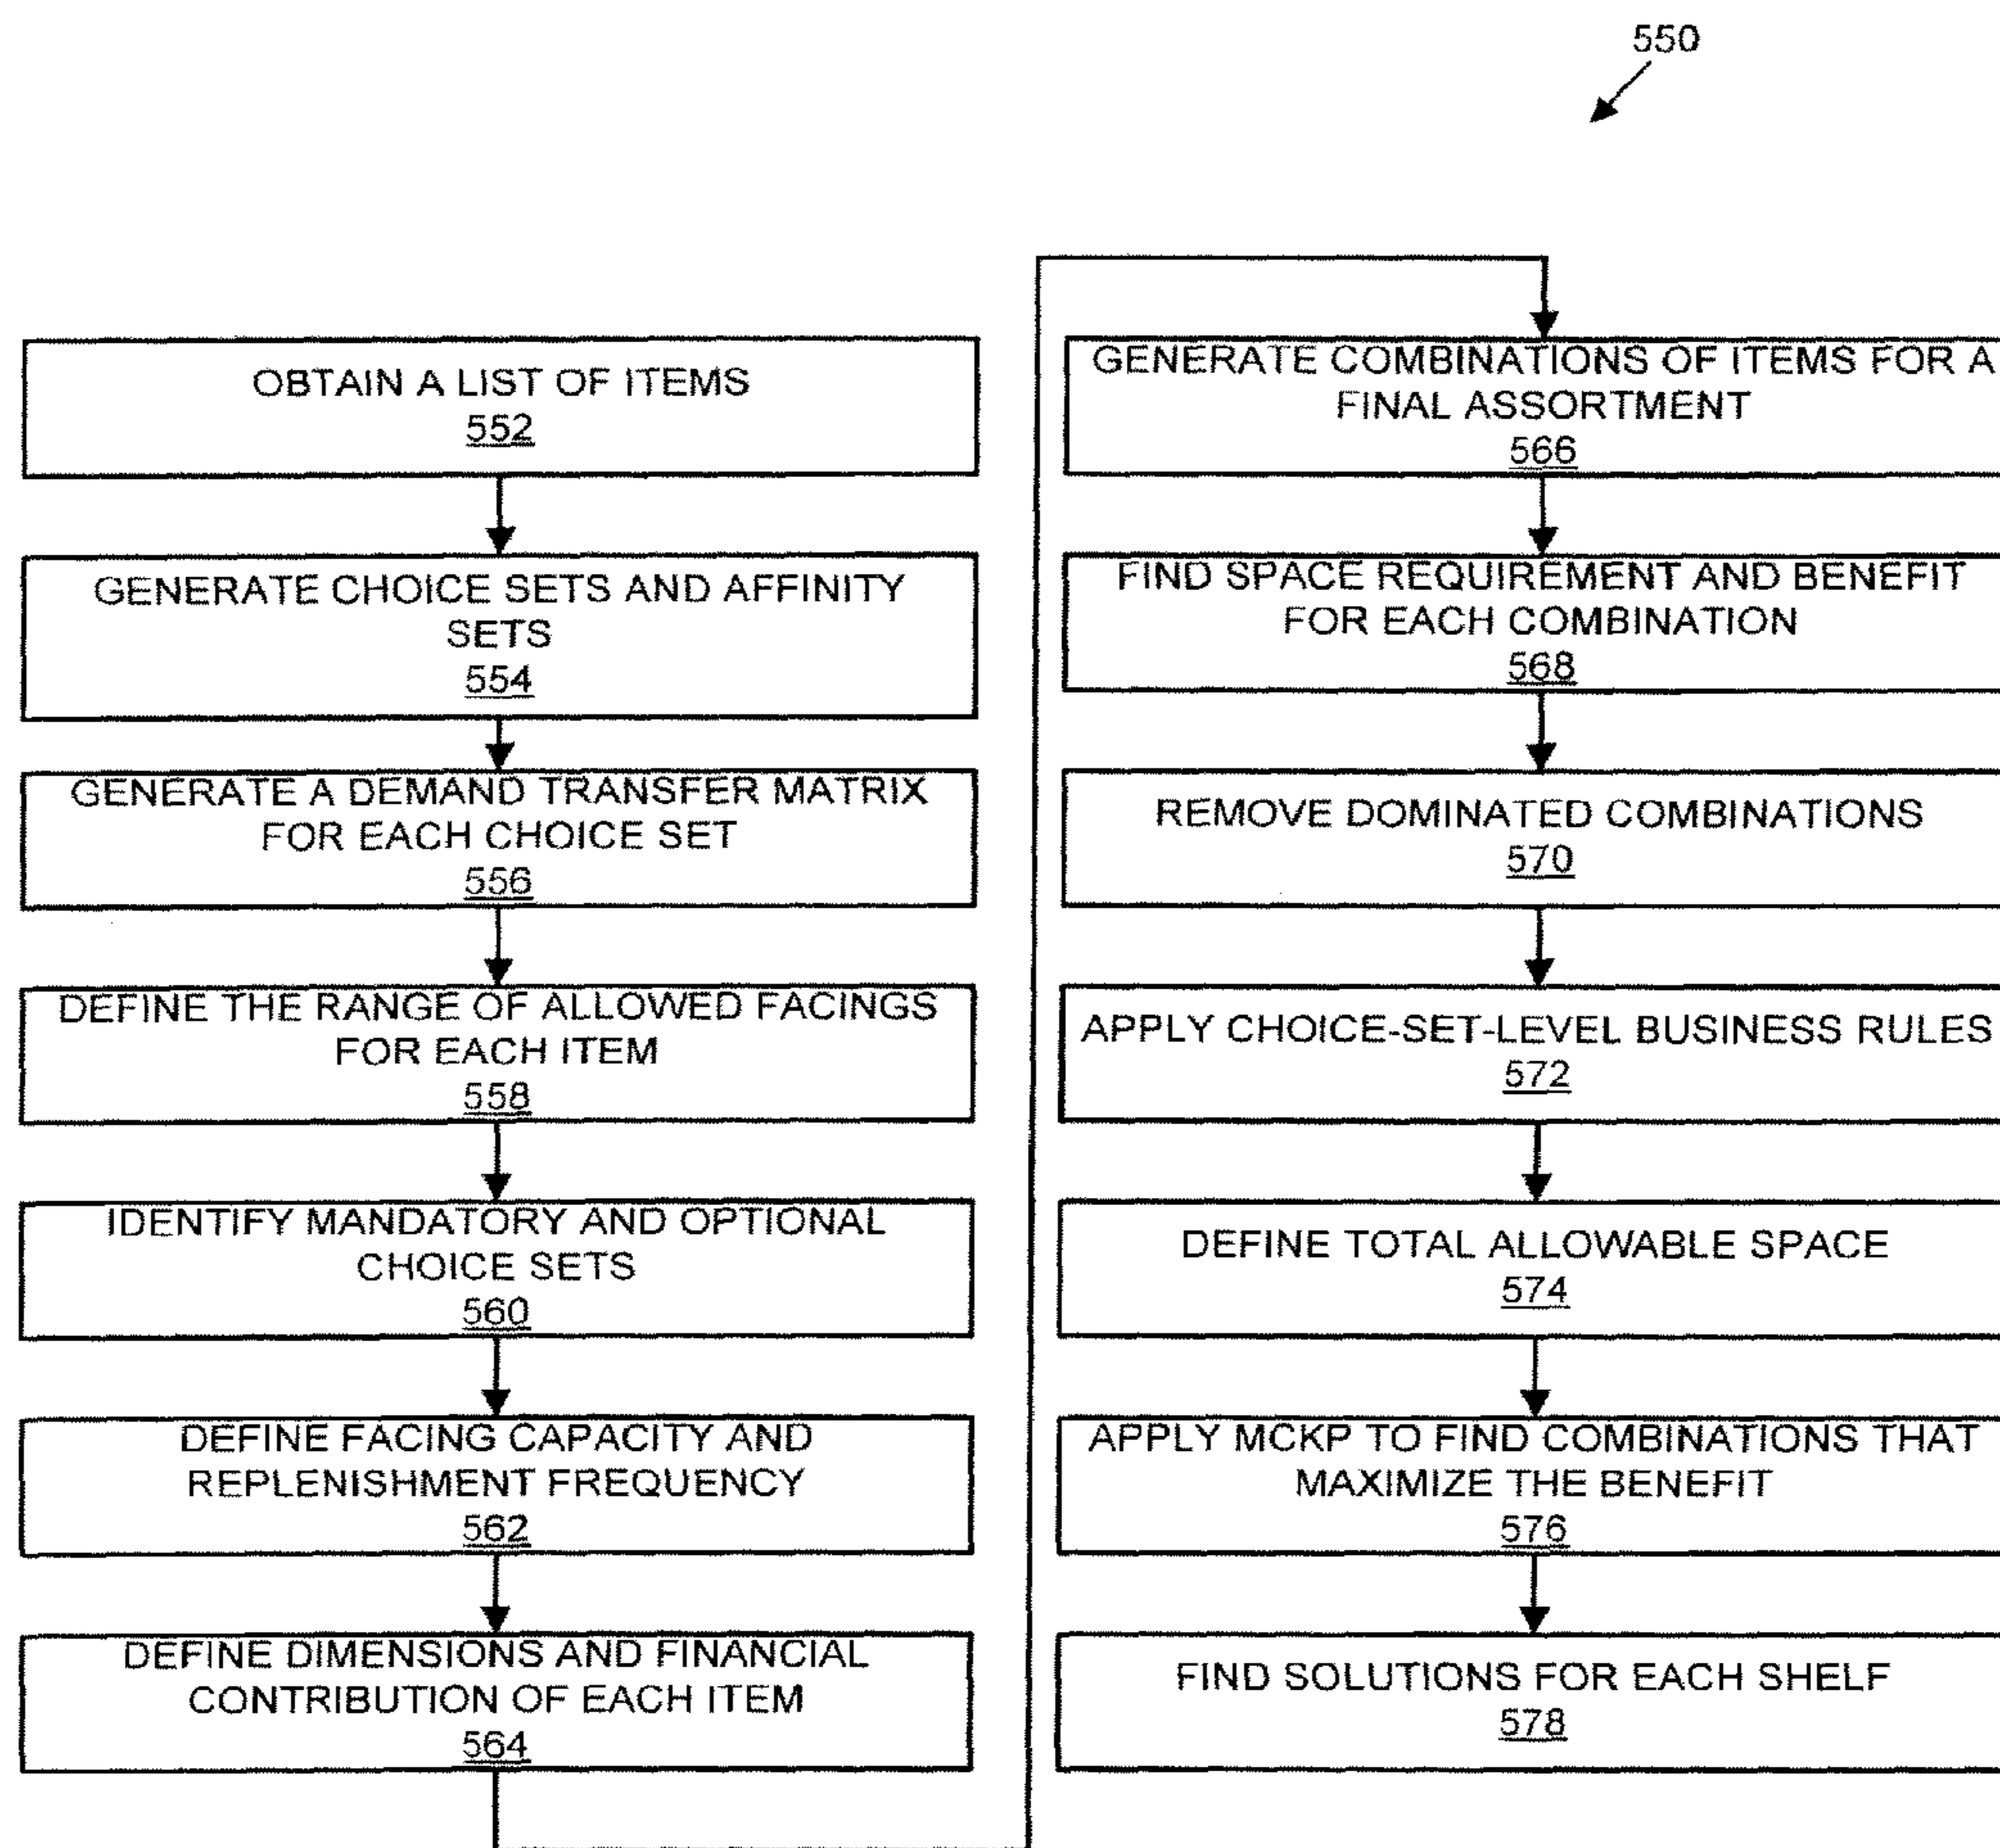 550
OBTAIN A LIST OF ITEMS
552
GENERATE CHOICE SETS AND AFFINITY
SETS
554
GENERATE A DEMAND TRANSFER MATRIX
FOR EACH CHOICE SET
556
DEFINE THE RANGE OF ALLOWED FACINGS
FOR EACH ITEM
558
IDENTIFY MANDATORY AND OPTIONAL
CHOICE SETS
560
DEFINE FACING CAPACITY AND
REPLENISHMENT FREQUENCY
562
DEFINE DIMENSIONS AND FINANCIAL
CONTRIBUTION OF EACH ITEM
564
GENERATE COMBINATIONS OF ITEMS FOR A
FINAL ASSORTMENT
566
FIND SPACE REQUIREMENT AND BENEFIT
FOR EACH COMBINATION
568
REMOVE DOMINATED COMBINATIONS
570
APPLY CHOICE-SET-LEVEL BUSINESS RULES
572
DEFINE TOTAL ALLOWABLE SPACE
574
APPLY MCKP TO FIND COMBINATIONS THAT
MAXIMIZE THE BENEFIT
576
FIND SOLUTIONS FOR EACH SHELF
578